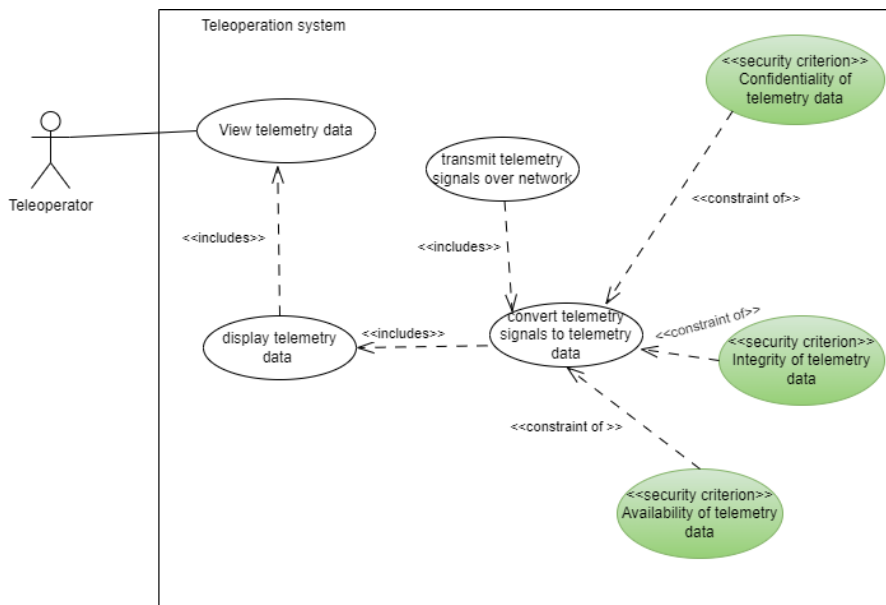 Teleoperation system
<<security criterion>>
Confidentiality of
telemetry data
View telemetry data
transmit telemetry
signals over network
Teleoperator
<<constraint of>>
<<includes>>
<<includes>>
convert telemetry
signals to telemetry
data
<<constraint of>>
<<includes>>
display telemetry
data
<<security criterion>>
Integrity of telemetry
data
<<constraint of >>
<<security criterion>>
Availability of telemetry
data